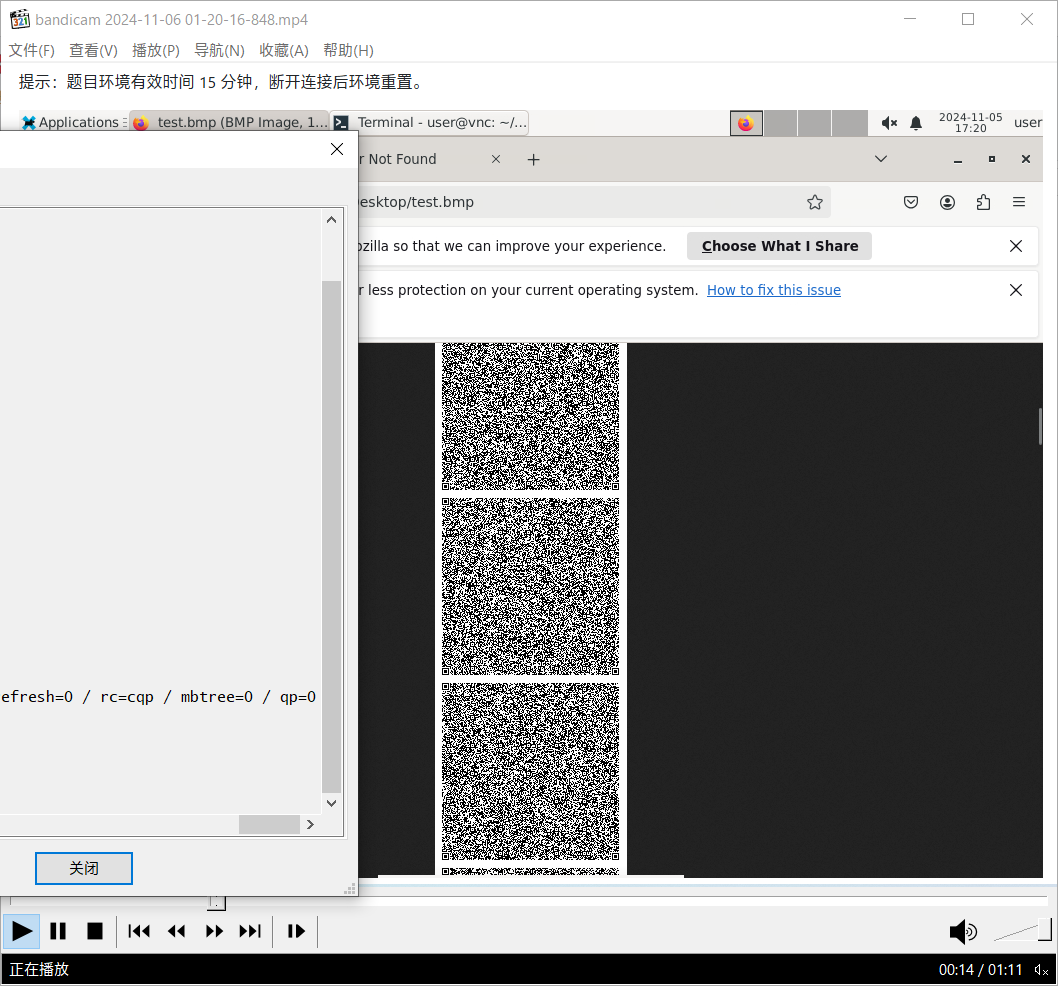 bandicam 2024-11-06 01-20-16-848.mp4
文件(F) 查看(V) 播放(P) 导航(N) 收藏(A) 帮助(H)
提示：题目环境有效时间 15 分钟，断开连接后环境重置。
Applications test.bmp (BMP Image, 1... Terminal - user@vnc: ~/... 2024-11-05 user
17:20
r Not Found
esktop/test.bmp
ozilla so that we can improve your experience. Choose What I Share
r less protection on your current operating system. How to fix this issue
efresh=0 / rc=cqp / mbtree=0 / qp=0
关闭
正在播放 00:14 / 01:11